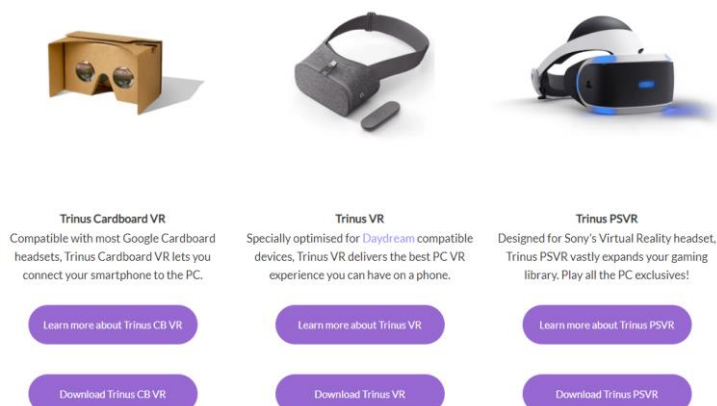 Trinus Cardboard VR
Compatible with most Google Cardboard
headsets, Trinus Cardboard VR lets you
connect your smartphone to the PC.
Learn more about Trinus CB VR
Download Trinus CB VR
Trinus VR
Specially optimised for Daydream compatible
devices, Trinus VR delivers the best PC VR
experience you can have on a phone.
Learn more about Trinus VR
Download Trinus VR
Trinus PSVR
Designed for Sony's Virtual Reality headset,
Trinus PSVR vastly expands your gaming
library. Play all the PC exclusives!
Learn more about Trinus PSVR
Download Trinus PSVR